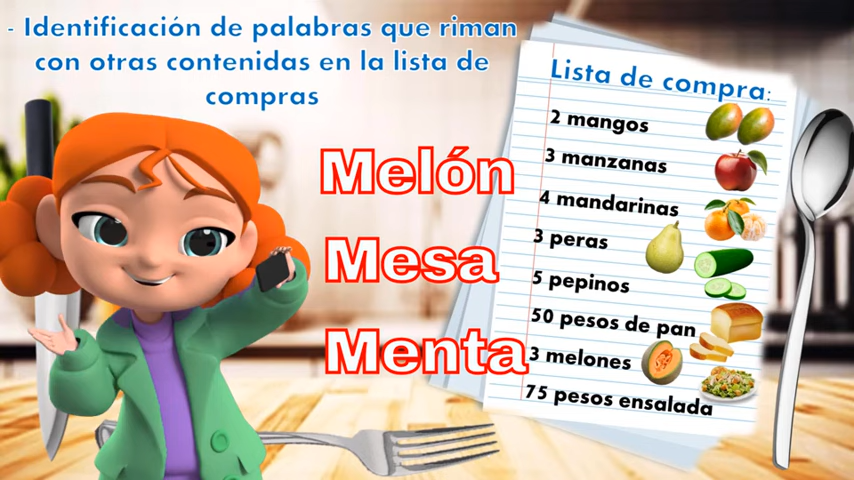 - Identificación de palabras que riman
con otras contenidas en la lista de
compras
Melón
Mesa
Menta
Lista de compra:
2 mangos
3 manzanas
4 mandarinas
3 peras
5 pepinos
50 pesos de pan
3 melones
75 pesos ensalada